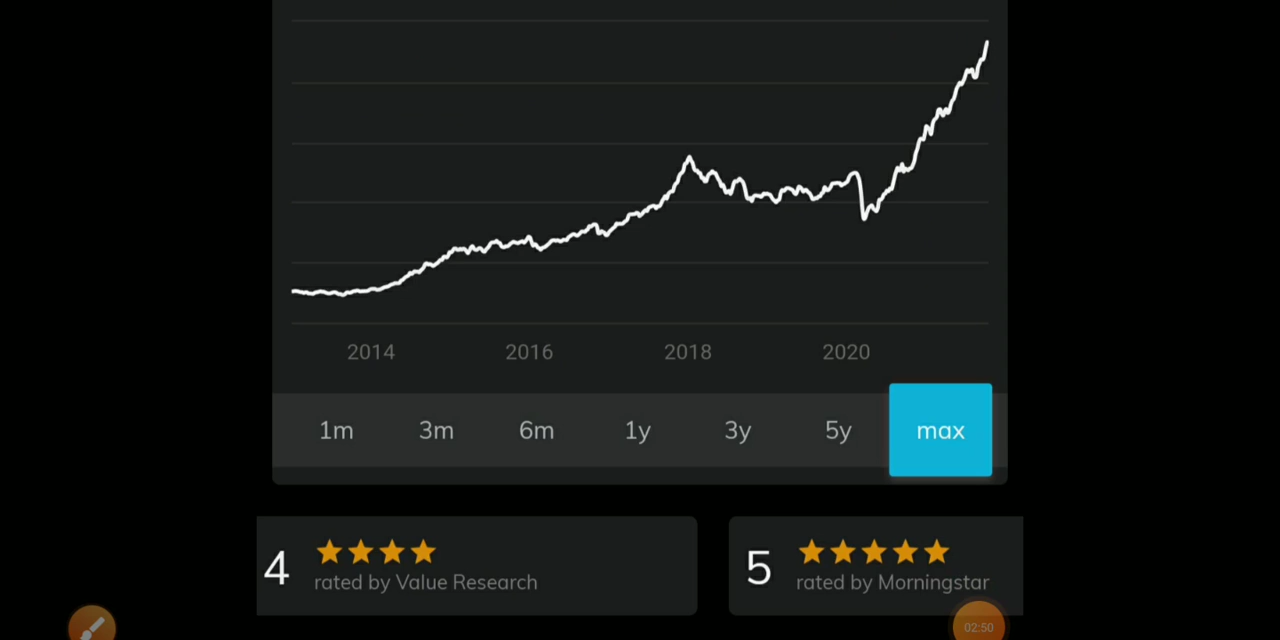 2014 2016 2018 2020
1m 3m 6m 1y 3y 5y max
4 rated by Value Research
5 rated by Morningstar
02:50